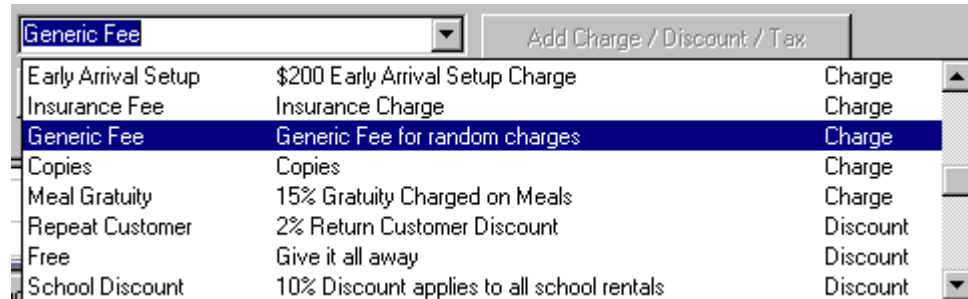 Generic Fee Add Charge / Discount / Tax
Early Arrival Setup $200 Early Arrival Setup Charge Charge
Insurance Fee Insurance Charge Charge
Generic Fee Generic Fee for random charges Charge
Copies Copies Charge
Meal Gratuity 15% Gratuity Charged on Meals Charge
Repeat Customer 2% Return Customer Discount Discount
Free Give it all away Discount
School Discount 10% Discount applies to all school rentals Discount